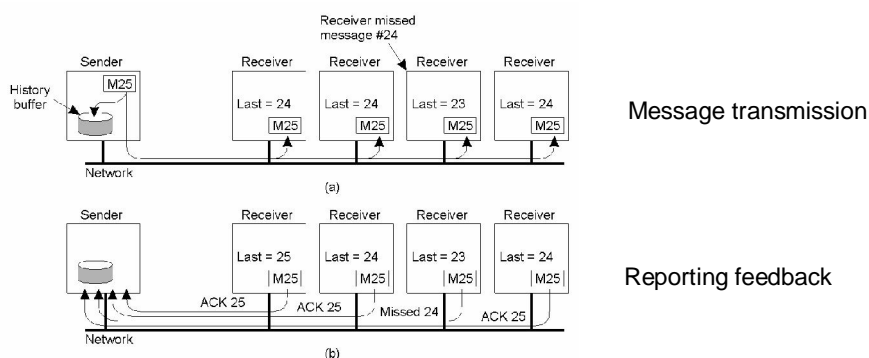 Receiver missed
message #24
Sender Receiver Receiver Receiver Receiver
History
buffer
M25
Last = 24 Last = 24 Last = 23 Last = 24
M25 M25 M25 M25
Network
(a)
Message transmission
Sender Receiver Receiver Receiver Receiver
Last = 25 Last = 24 Last = 23 Last = 24
M25 M25 M25 M25
ACK 25 ACK 25 Missed 24 ACK 25
Network
(b)
Reporting feedback